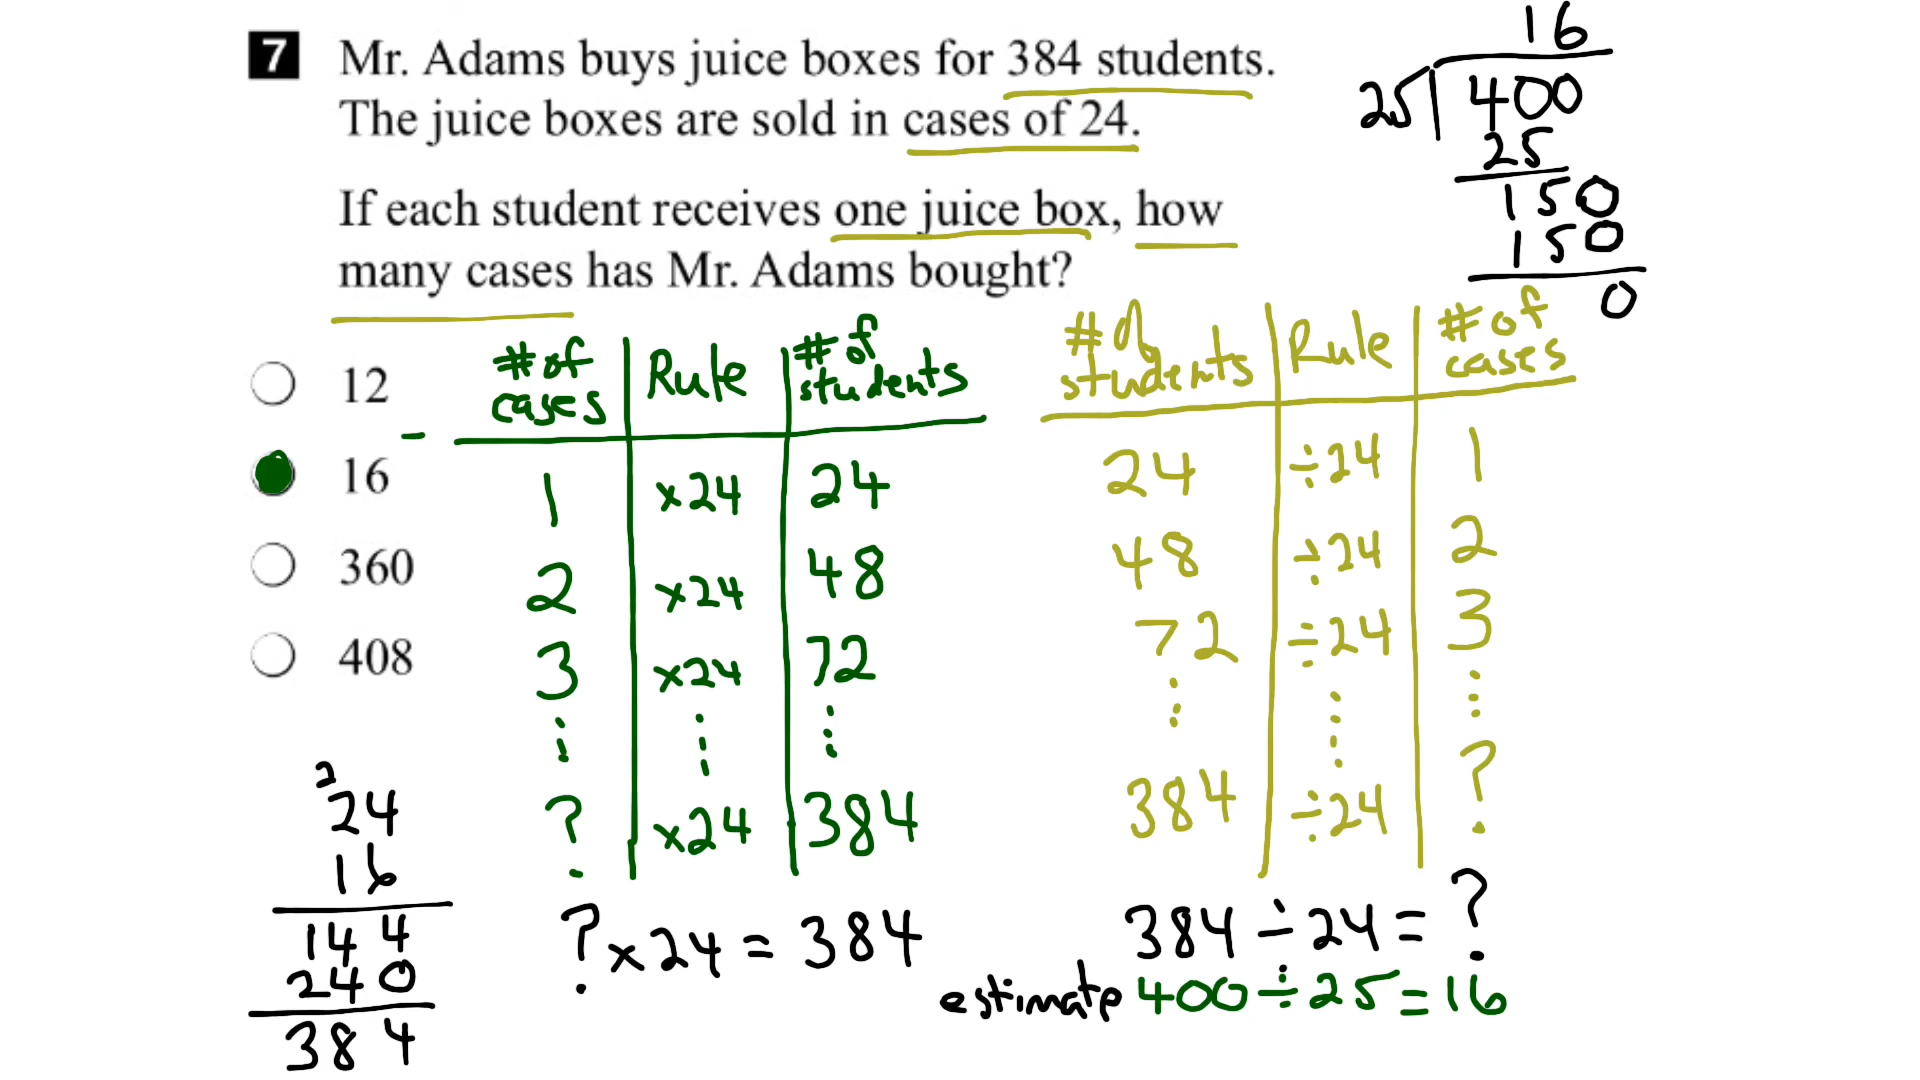 7 Mr. Adams buys juice boxes for 384 students.
The juice boxes are sold in cases of 24.
If each student receives one juice box, how
many cases has Mr. Adams bought?
12
16
360
408
16
25 400
25
150
150
0
# of cases Rule # of students
1 ×24 24
2 ×24 48
3 ×24 72
⋮ ⋮ ⋮
? ×24 384
? ×24 = 384
# of students Rule # of cases
24 ÷24 1
48 ÷24 2
72 ÷24 3
⋮ ⋮ ⋮
384 ÷24 ?
384 ÷ 24 = ?
estimate 400 ÷ 25 = 16
2
24
16
144
240
384